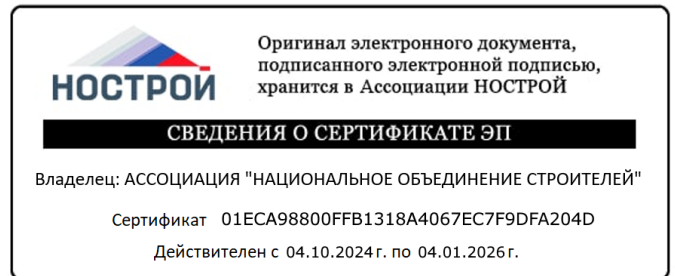 НОСТРОЙ
Оригинал электронного документа,
подписанного электронной подписью,
хранится в Ассоциации НОСТРОЙ
СВЕДЕНИЯ О СЕРТИФИКАТЕ ЭП
Владелец: АССОЦИАЦИЯ "НАЦИОНАЛЬНОЕ ОБЪЕДИНЕНИЕ СТРОИТЕЛЕЙ"
Сертификат 01ECA98800FFB1318A4067EC7F9DFA204D
Действителен с 04.10.2024 г. по 04.01.2026 г.